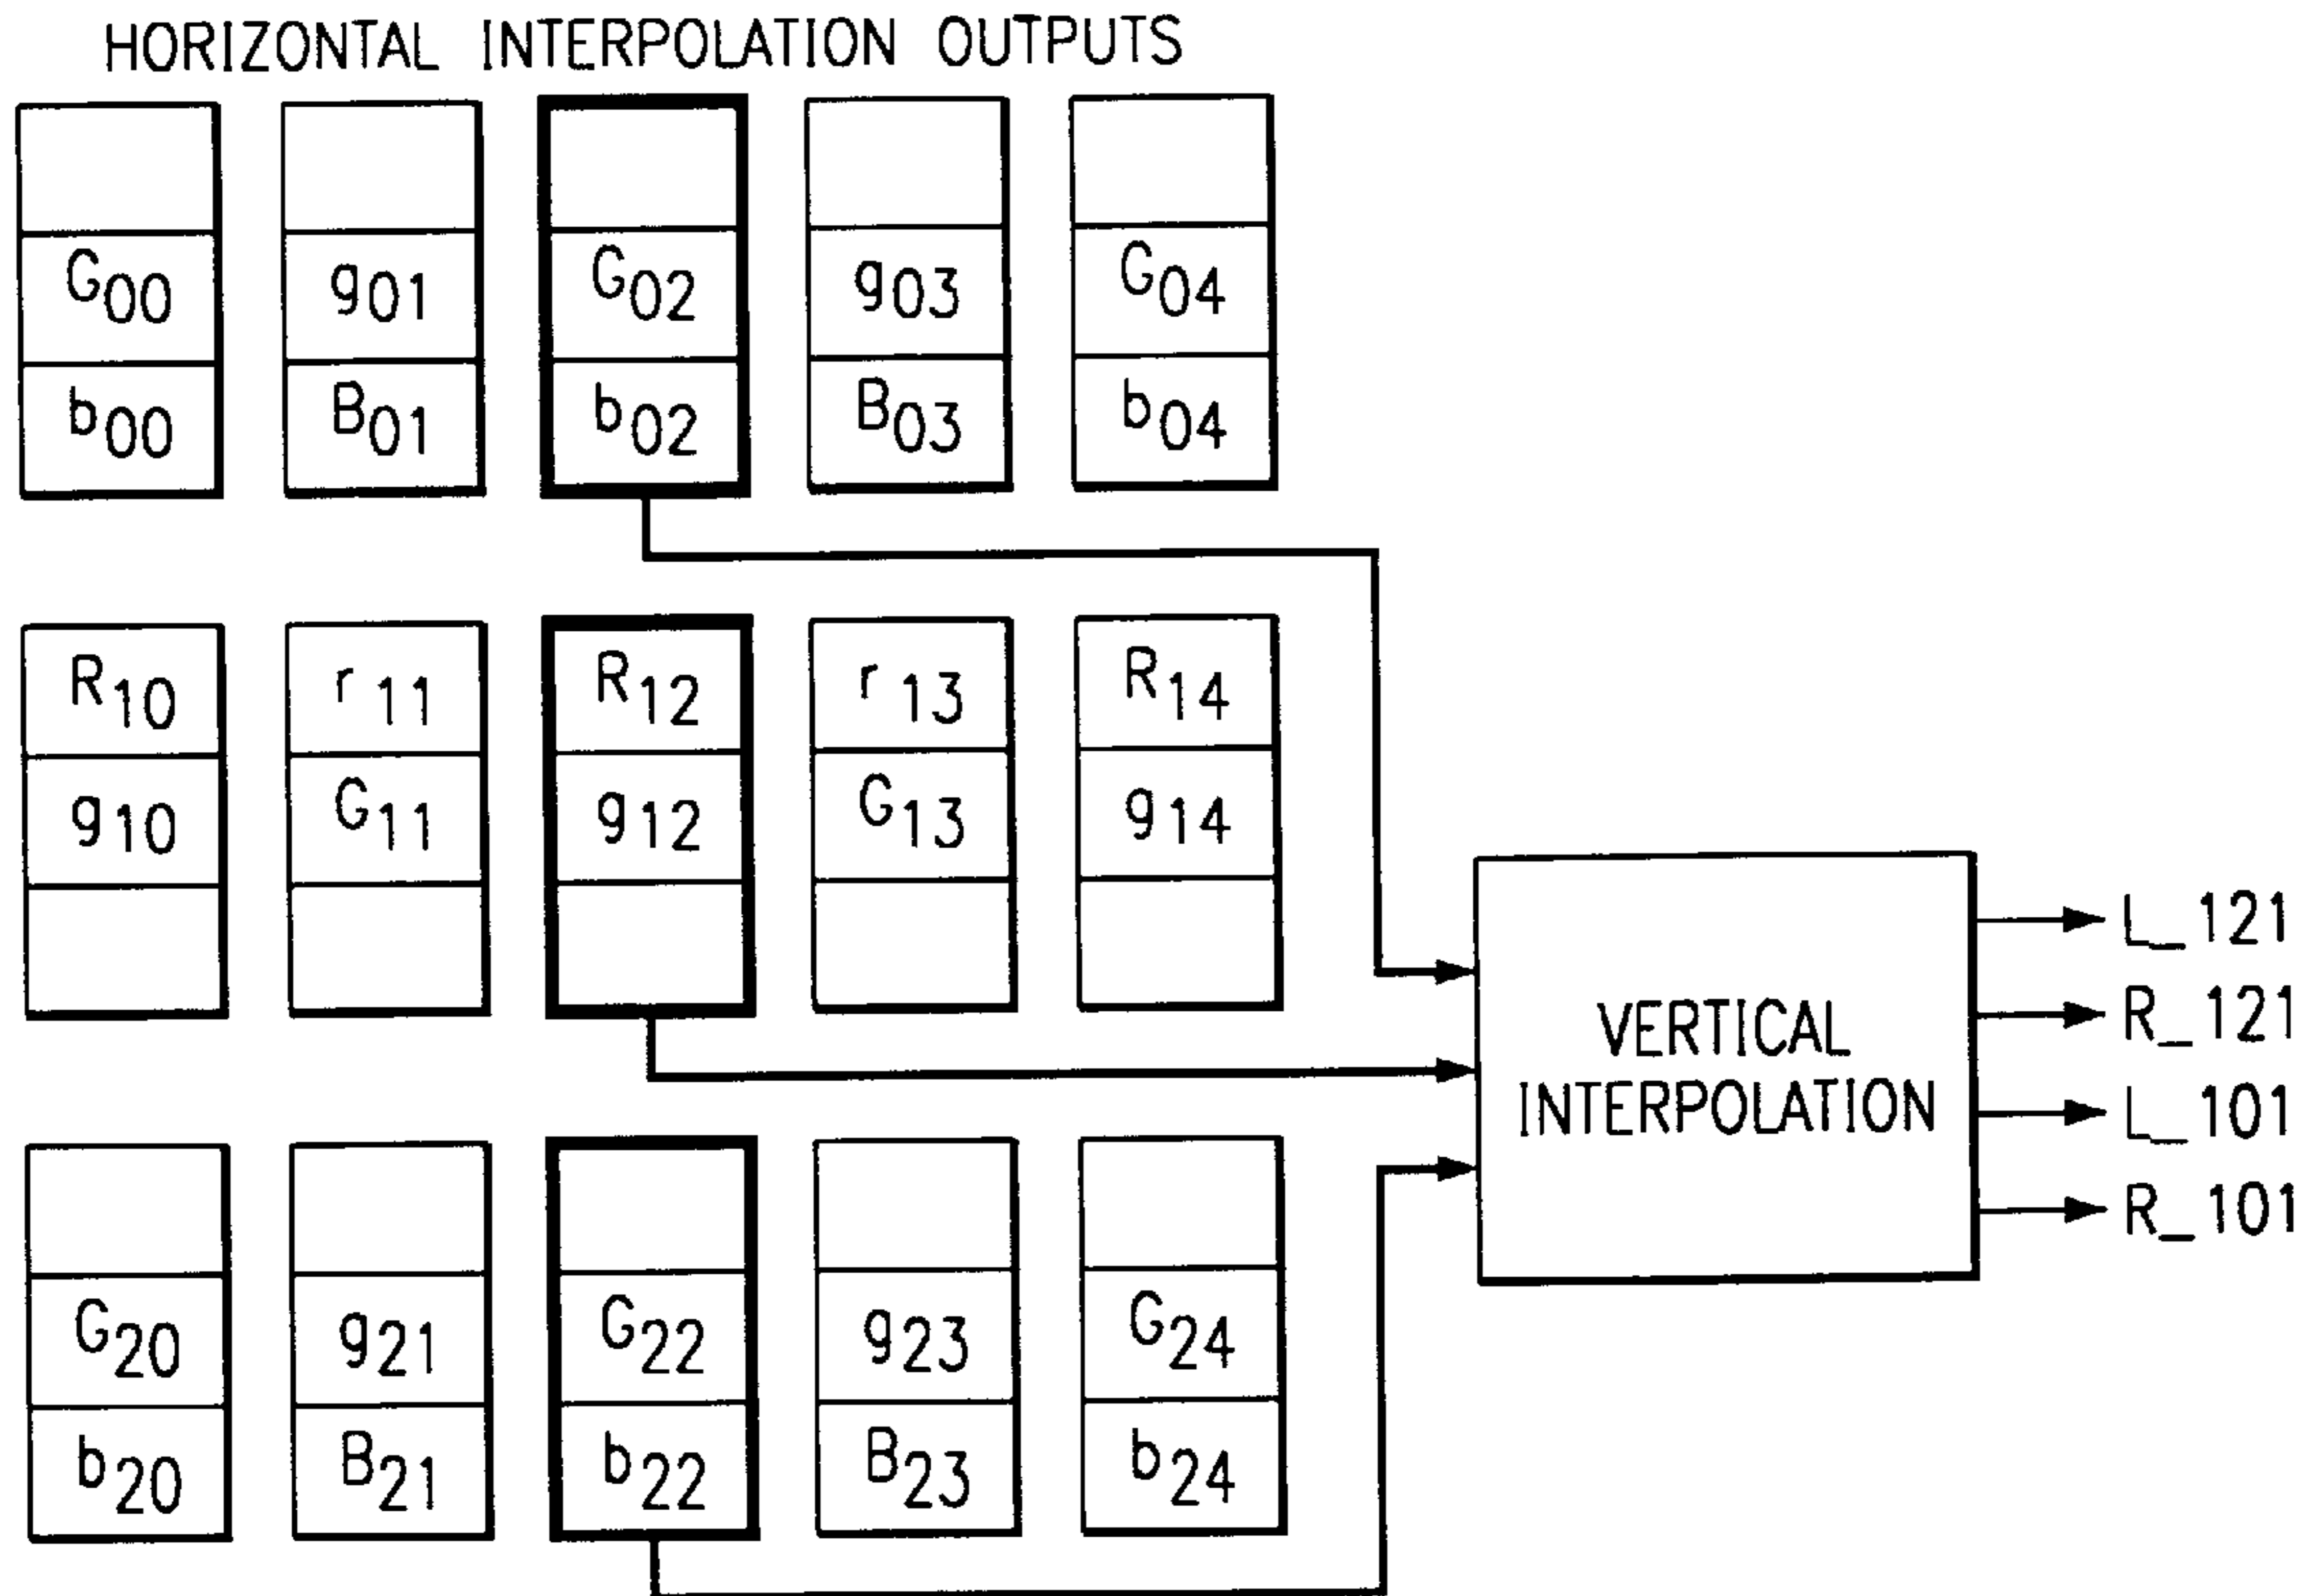 HORIZONTAL INTERPOLATION OUTPUTS
G00 g01 G02 g03 G04
b00 B01 b02 B03 b04
R10 r11 R12 r13 R14
g10 G11 g12 G13 g14
VERTICAL
INTERPOLATION
L_121
R_121
L_101
R_101
G20 g21 G22 g23 G24
b20 B21 b22 B23 b24